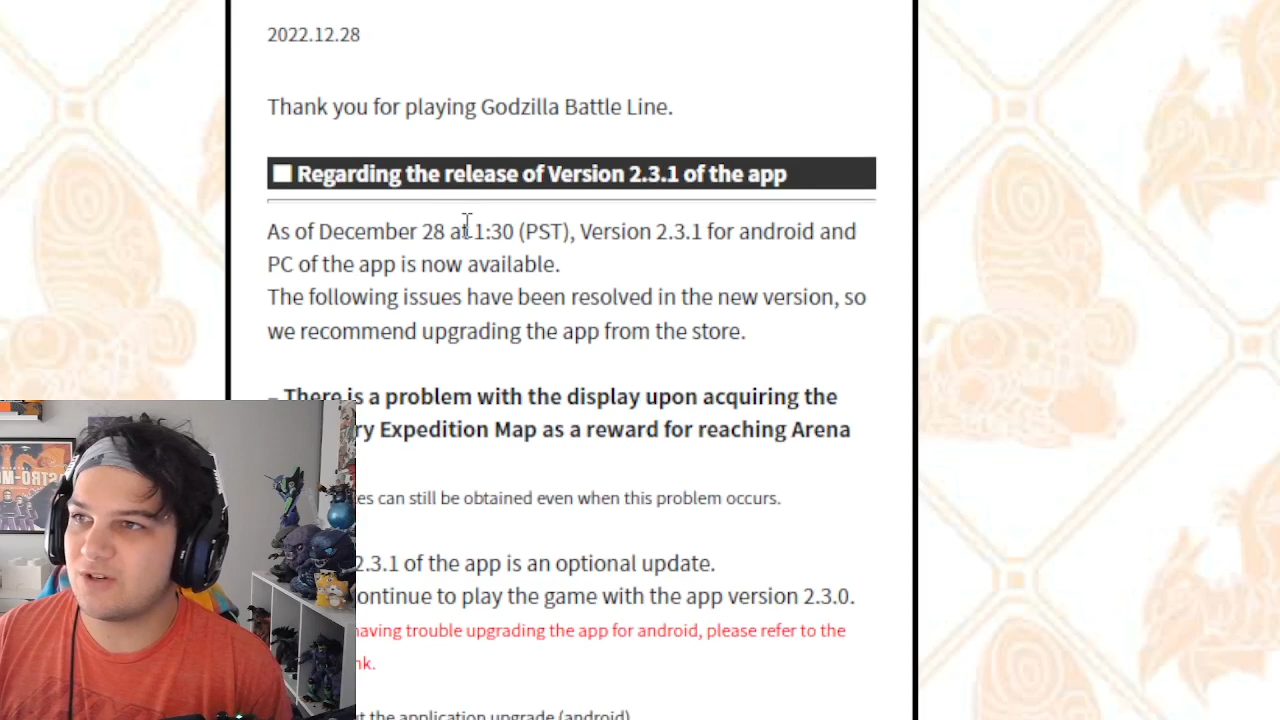 2022.12.28
Thank you for playing Godzilla Battle Line.
■ Regarding the release of Version 2.3.1 of the app
As of December 28 at 1:30 (PST), Version 2.3.1 for android and
PC of the app is now available.
The following issues have been resolved in the new version, so
we recommend upgrading the app from the store.
– There is a problem with the display upon acquiring the
Expedition Map as a reward for reaching Arena
can still be obtained even when this problem occurs.
2.3.1 of the app is an optional update.
continue to play the game with the app version 2.3.0.
having trouble upgrading the app for android, please refer to the
the application upgrade (android)